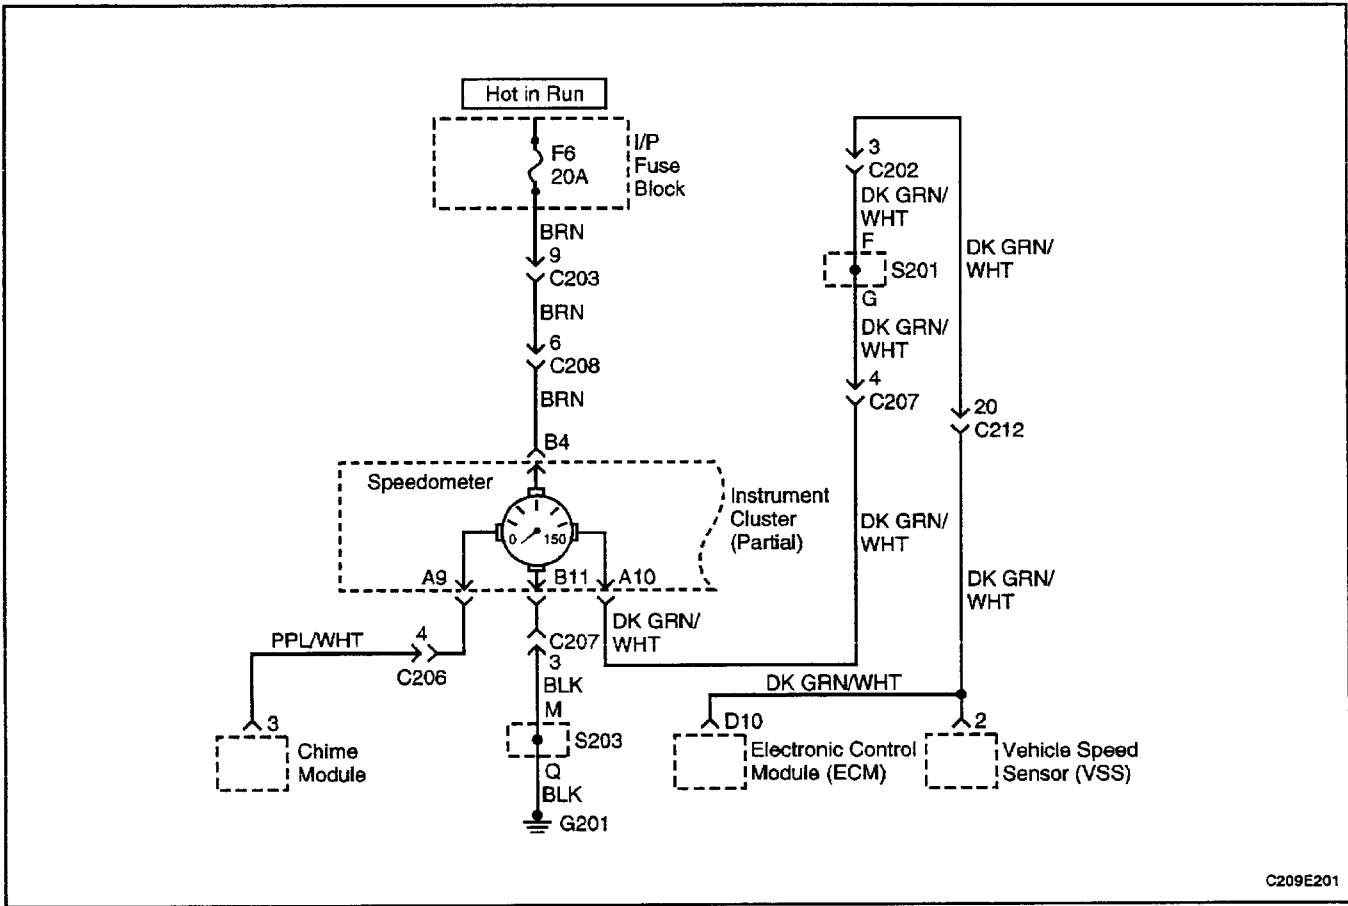 Hot in Run
F6
20A
I/P
Fuse
Block
BRN
9
C203
BRN
6
C208
BRN
B4
Speedometer
0
150
Instrument
Cluster
(Partial)
A9
B11
A10
PPL/WHT
4
C206
3
Chime
Module
C207
3
BLK
M
S203
Q
BLK
G201
DK GRN/
WHT
3
C202
DK GRN/
WHT
F
S201
G
DK GRN/
WHT
4
C207
DK GRN/
WHT
DK GRN/
WHT
20
C212
DK GRN/
WHT
DK GRN/WHT
D10
Electronic Control
Module (ECM)
2
Vehicle Speed
Sensor (VSS)
C209E201